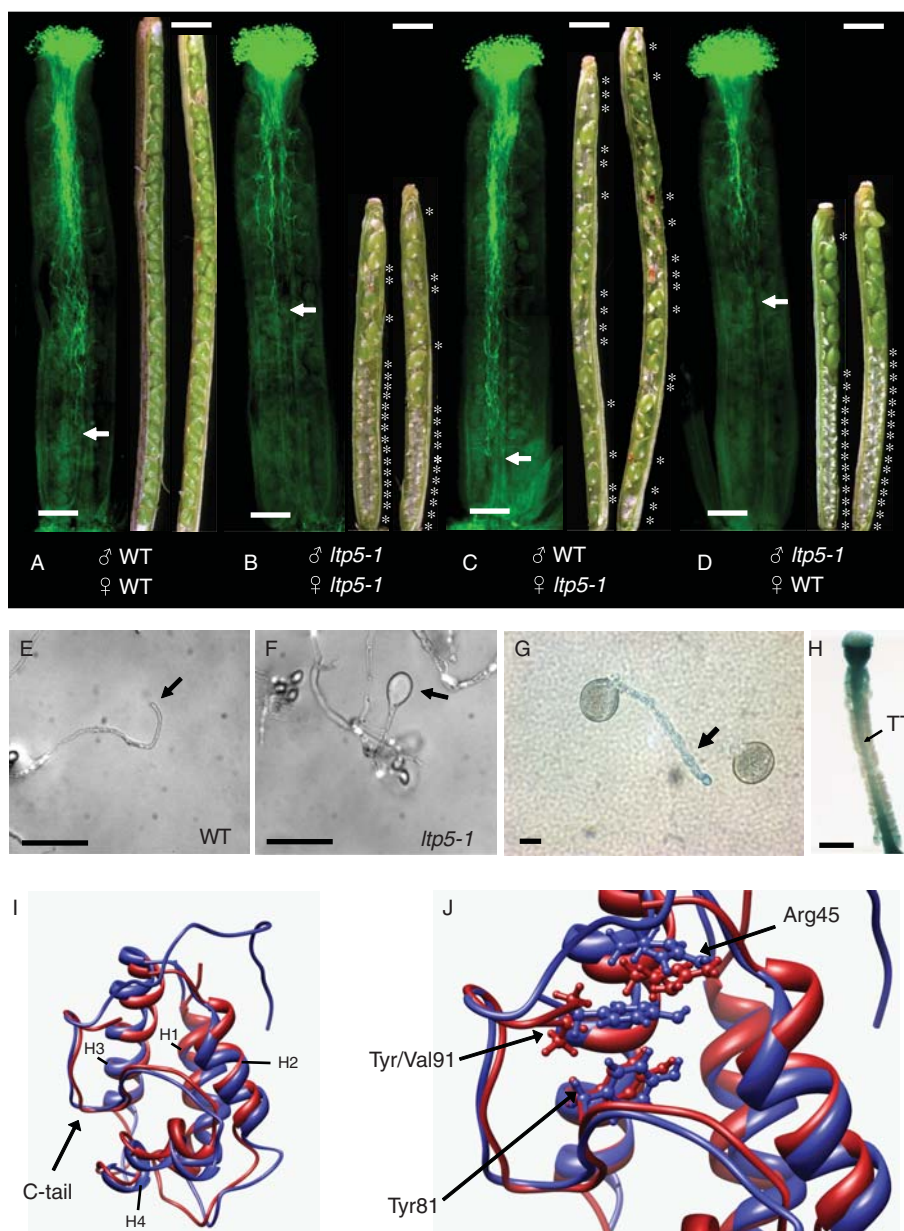 A ♂ WT B ♂ ltp5-1 C ♂ WT D ♂ ltp5-1
♀ WT ♀ ltp5-1 ♀ ltp5-1 ♀ WT
E F G H
TT
WT ltp5-1
I J
Arg45
H3 H1 H2
Tyr/Val91
C-tail
Tyr81
H4